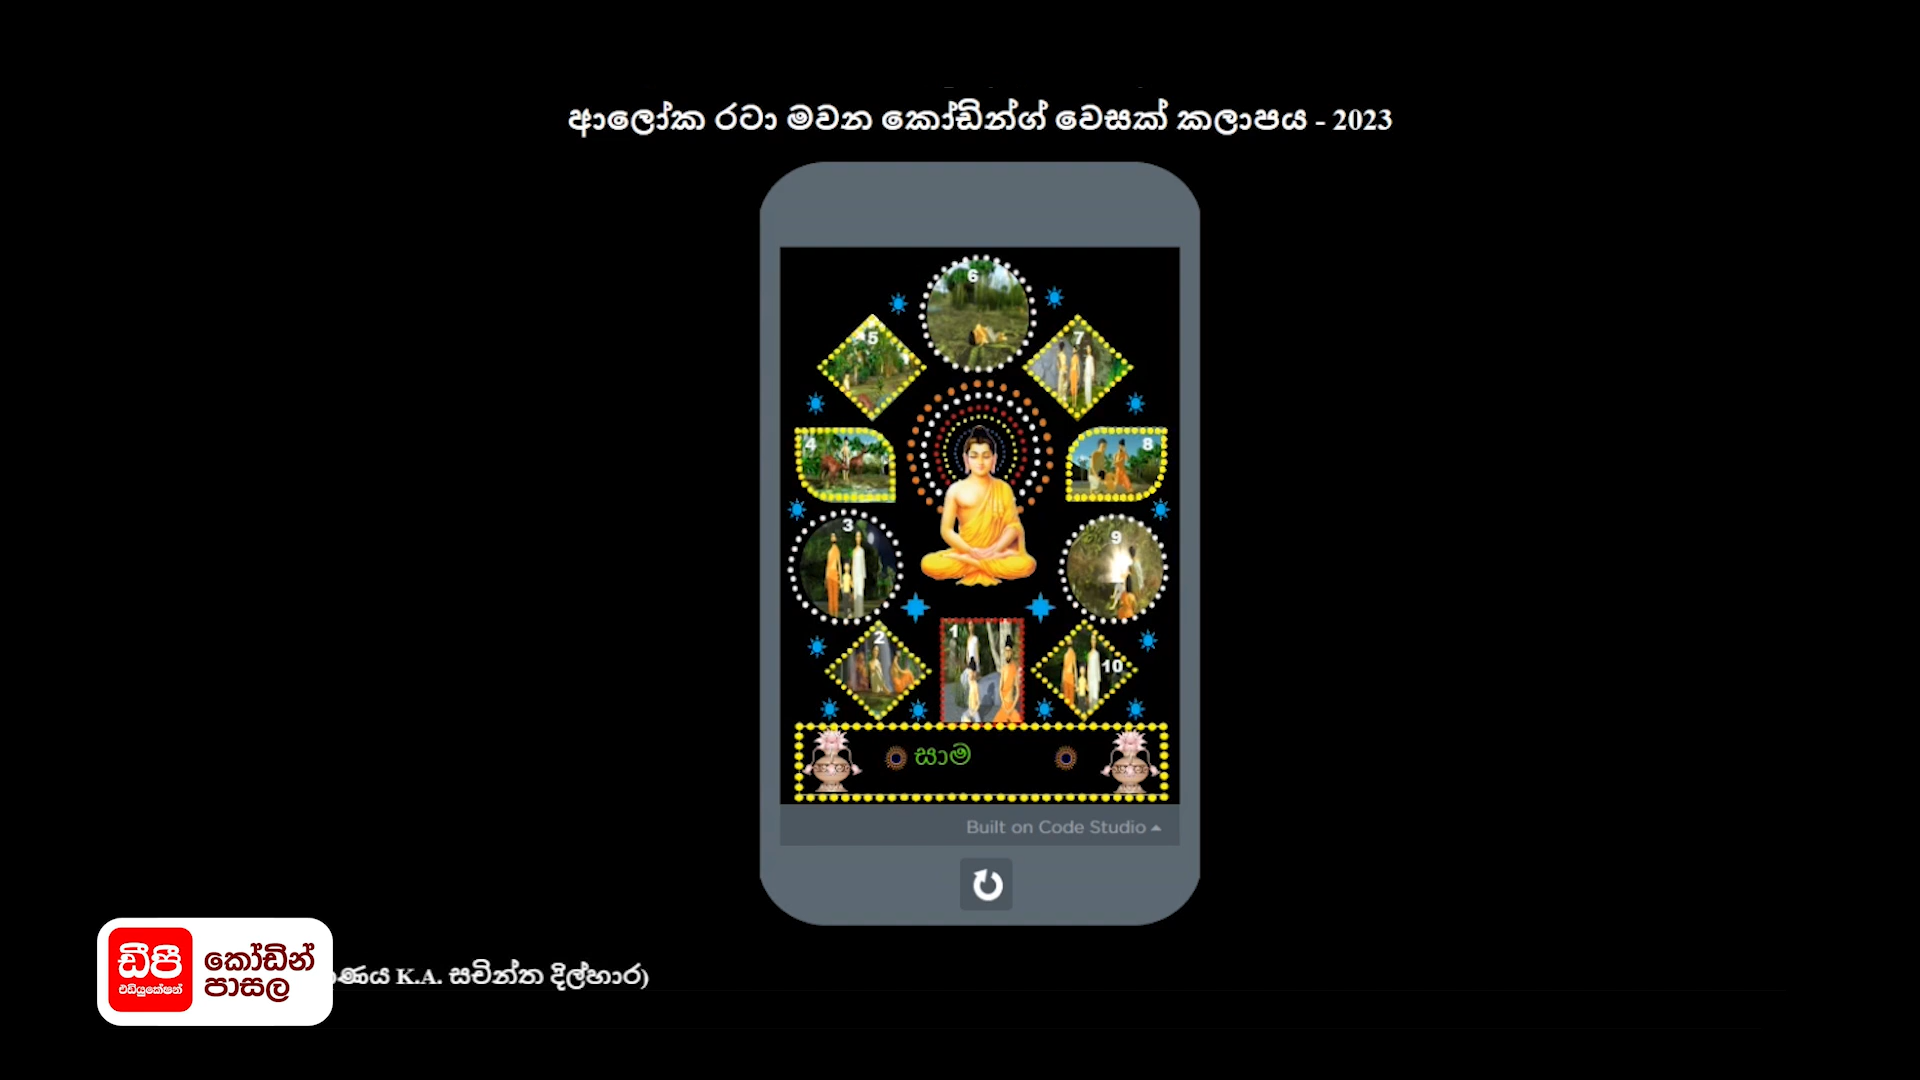 ආලෝක රටා මවන කෝඩින්ග් වෙසක් කලාපය - 2023
6
5
7
4
8
3
9
2
1
10
සාම
Built on Code Studio
ඩීපී
එඩියුකේෂන්
කෝඩින්
පාසල
K.A. සචින්ත දිල්හාර)